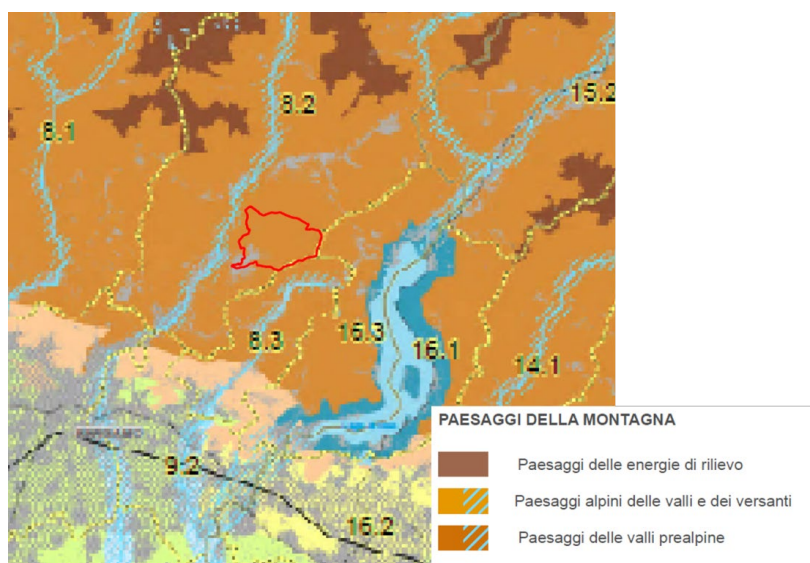 8.1
8.2
15.2
8.3
16.3
16.1
14.1
9.2
16.2
PAESAGGI DELLA MONTAGNA
Paesaggi delle energie di rilievo
Paesaggi alpini delle valli e dei versanti
Paesaggi delle valli prealpine